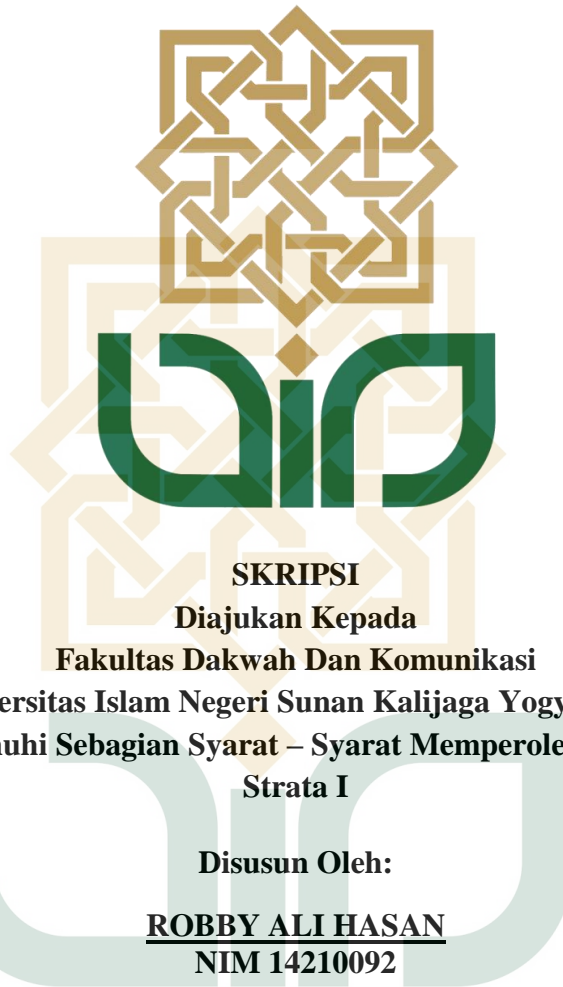 SKRIPSI
Diajukan Kepada
Fakultas Dakwah Dan Komunikasi
Islam Negeri Sunan Kalijaga
Sebagian Syarat – Syarat
Strata I
Disusun Oleh:
ROBBY ALI HASAN
NIM 14210092